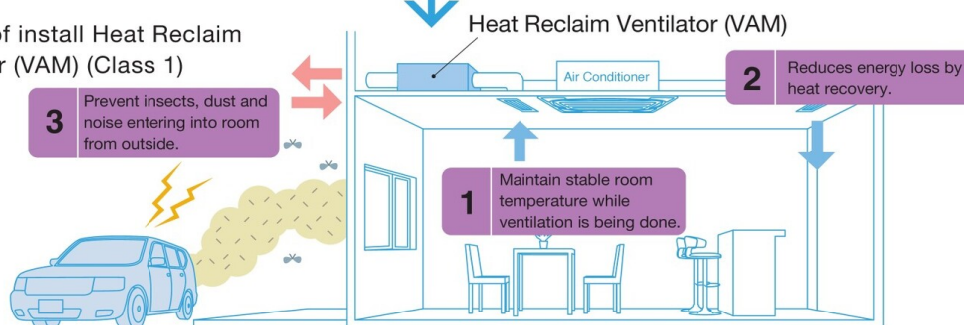 of install Heat Reclaim
(VAM) (Class 1)
Heat Reclaim Ventilator (VAM)
Air Conditioner
3
Prevent insects, dust and
noise entering into room
from outside.
2
Reduces energy loss by
heat recovery.
1
Maintain stable room
temperature while
ventilation is being done.